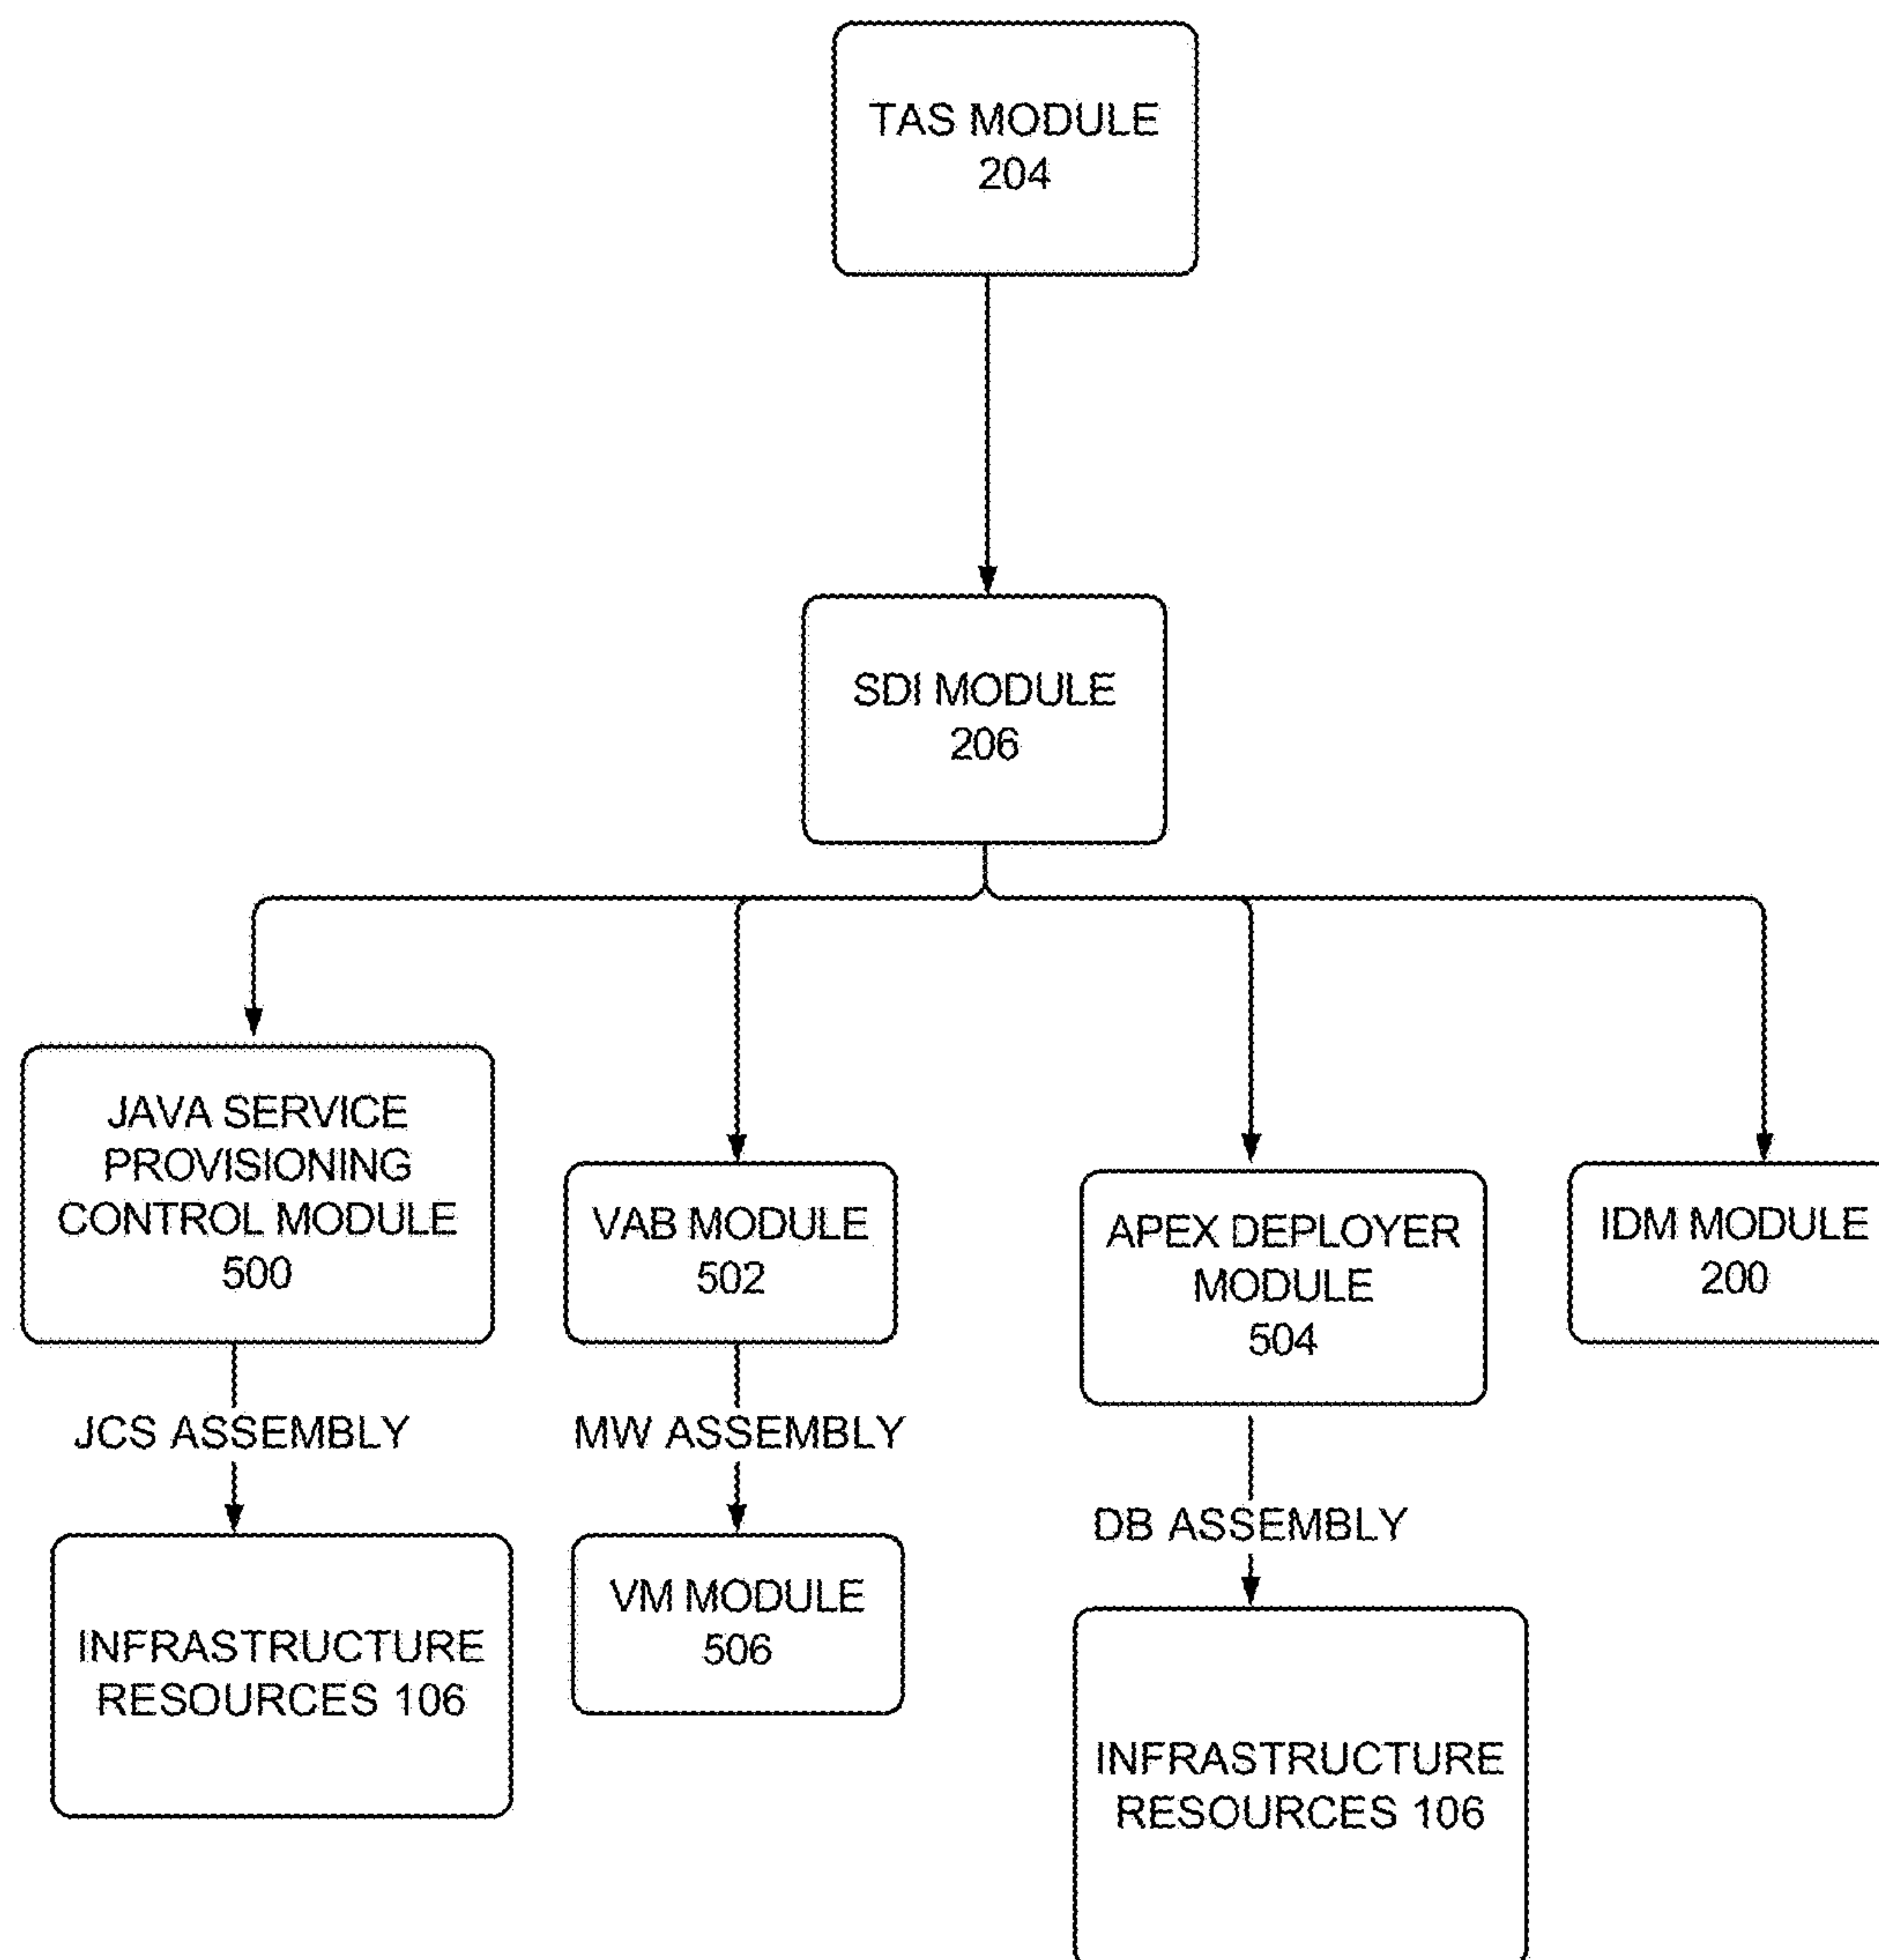 TAS MODULE
204
SDI MODULE
206
JAVA SERVICE
PROVISIONING
CONTROL MODULE
500
VAB MODULE
502
APEX DEPLOYER
MODULE
504
IDM MODULE
200
JCS ASSEMBLY
MW ASSEMBLY
DB ASSEMBLY
INFRASTRUCTURE
RESOURCES 106
VM MODULE
506
INFRASTRUCTURE
RESOURCES 106